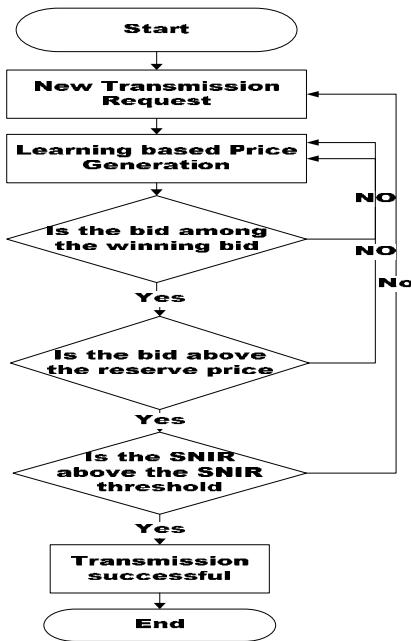 Start
New Transmission
Request
Learning based Price
Generation
Is the bid among
the winning bid
NO
Yes
NO
No
Is the bid above
the reserve price
Yes
Is the SNIR
above the SNIR
threshold
Yes
Transmission
successful
End